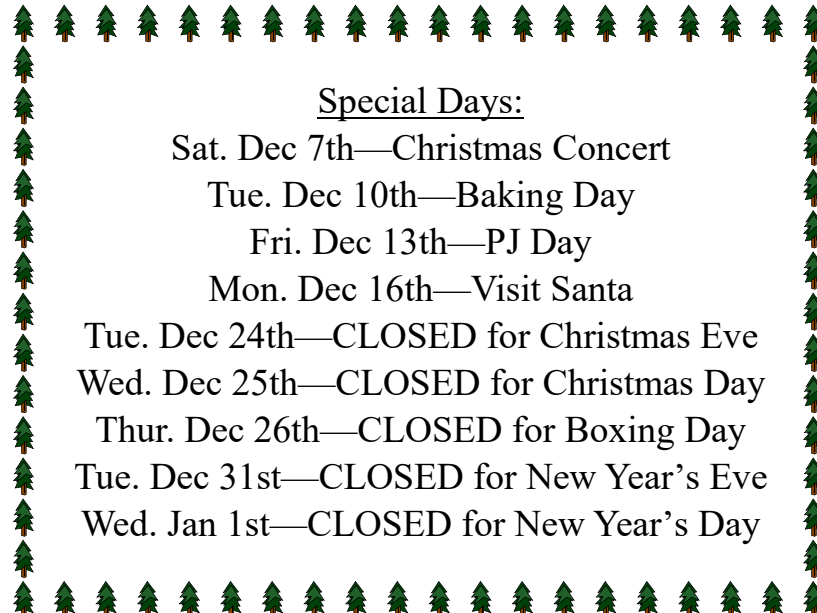 Special Days:
Sat. Dec 7th—Christmas Concert
Tue. Dec 10th—Baking Day
Fri. Dec 13th—PJ Day
Mon. Dec 16th—Visit Santa
Tue. Dec 24th—CLOSED for Christmas Eve
Wed. Dec 25th—CLOSED for Christmas Day
Thur. Dec 26th—CLOSED for Boxing Day
Tue. Dec 31st—CLOSED for New Year’s Eve
Wed. Jan 1st—CLOSED for New Year’s Day